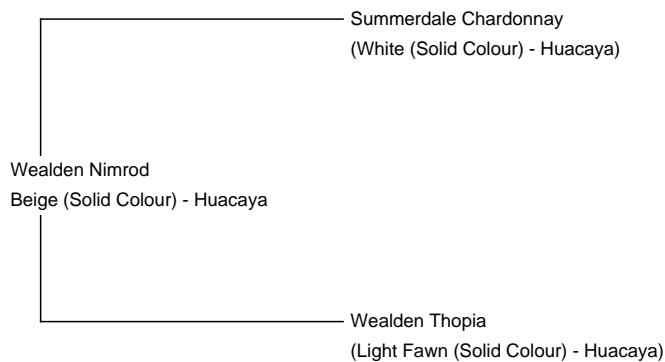 Summerdale Chardonnay
(White (Solid Colour) - Huacaya)
Wealden Nimrod
Beige (Solid Colour) - Huacaya
Wealden Thopia
(Light Fawn (Solid Colour) - Huacaya)